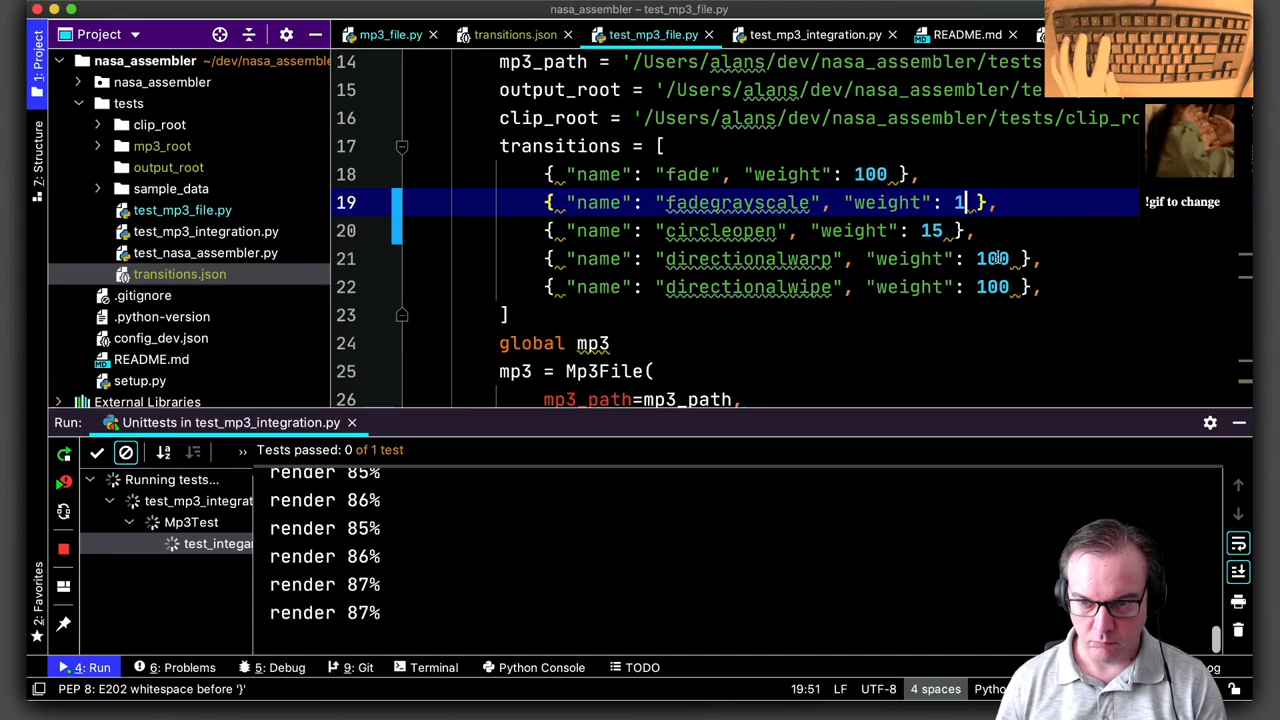 nasa_assembler – test_mp3_file.py
Project
mp3_file.py
transitions.json
test_mp3_file.py
test_mp3_integration.py
README.md
1: Project
7: Structure
2: Favorites
nasa_assembler ~/dev/nasa_assemble
nasa_assembler
tests
clip_root
mp3_root
output_root
sample_data
test_mp3_file.py
test_mp3_integration.py
test_nasa_assembler.py
transitions.json
.gitignore
.python-version
config_dev.json
README.md
setup.py
External Libraries
14 mp3_path = '/Users/alans/dev/nasa_assembler/tests/
15 output_root = '/Users/alans/dev/nasa_assembler/te
16 clip_root = '/Users/alans/dev/nasa_assembler/tests/clip_ro
17 transitions = [
18 { "name": "fade", "weight": 100 },
19 { "name": "fadegrayscale", "weight": 1 },
20 { "name": "circleopen", "weight": 15 },
21 { "name": "directionalwarp", "weight": 100 },
22 { "name": "directionalwipe", "weight": 100 },
23 ]
24 global mp3
25 mp3 = Mp3File(
26 mp3_path=mp3_path,
!gif to change
Run: Unittests in test_mp3_integration.py
Tests passed: 0 of 1 test
Running tests...
test_mp3_integrat
Mp3Test
test_integar
render 85%
render 86%
render 85%
render 86%
render 87%
render 87%
4: Run
6: Problems
5: Debug
9: Git
Terminal
Python Console
TODO
og
PEP 8: E202 whitespace before '}'
19:51 LF UTF-8 4 spaces Pytho